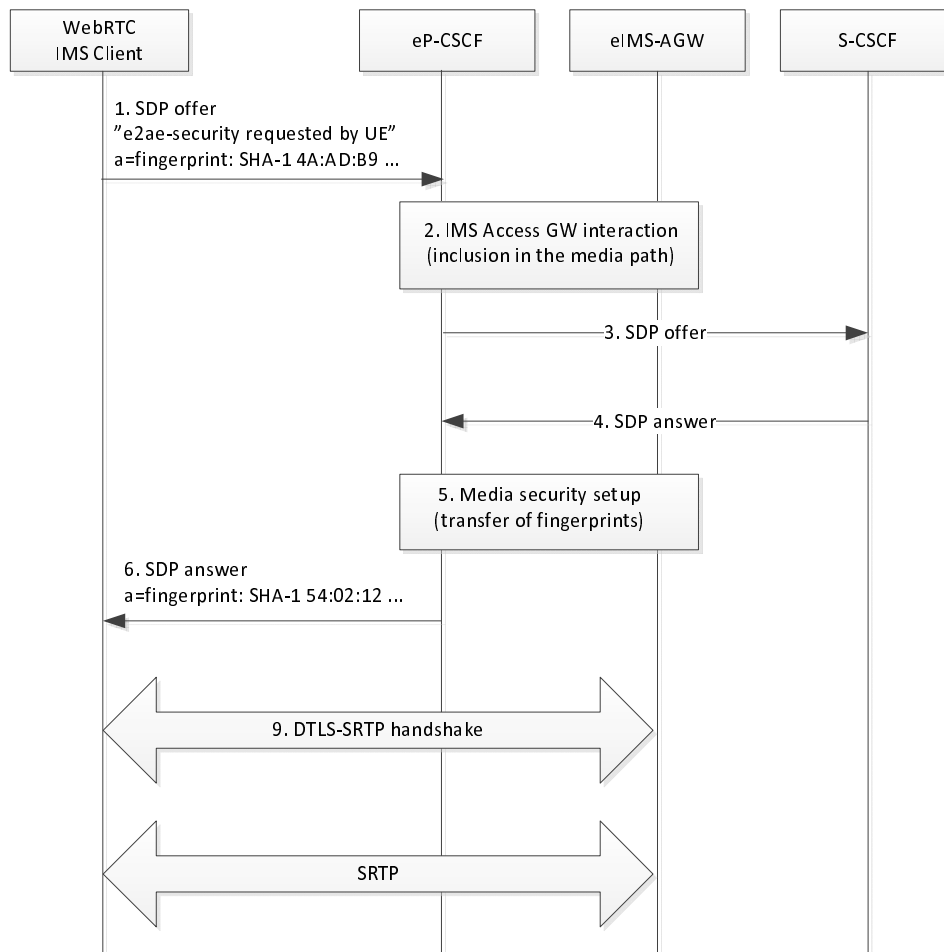 WebRTC
IMS Client
eP-CSCF
eIMS-AGW
S-CSCF
1. SDP offer
”e2ae-security requested by UE”
a=fingerprint: SHA-1 4A:AD:B9 ...
2. IMS Access GW interaction
(inclusion in the media path)
3. SDP offer
4. SDP answer
5. Media security setup
(transfer of fingerprints)
6. SDP answer
a=fingerprint: SHA-1 54:02:12 ...
9. DTLS-SRTP handshake
SRTP